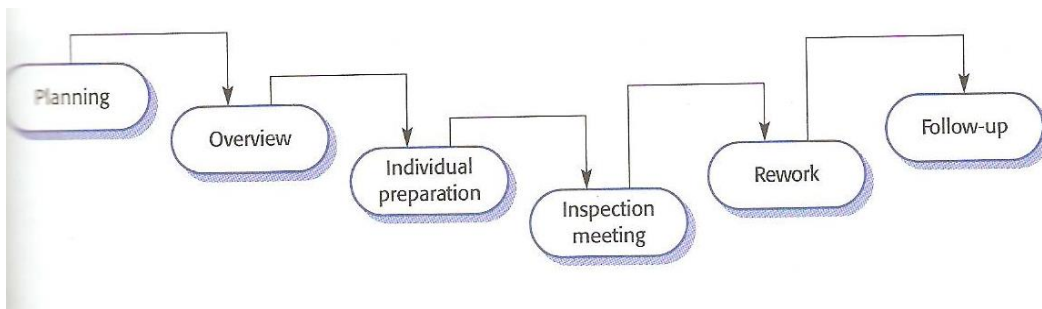 Planning
Overview
Individual
preparation
Inspection
meeting
Rework
Follow-up